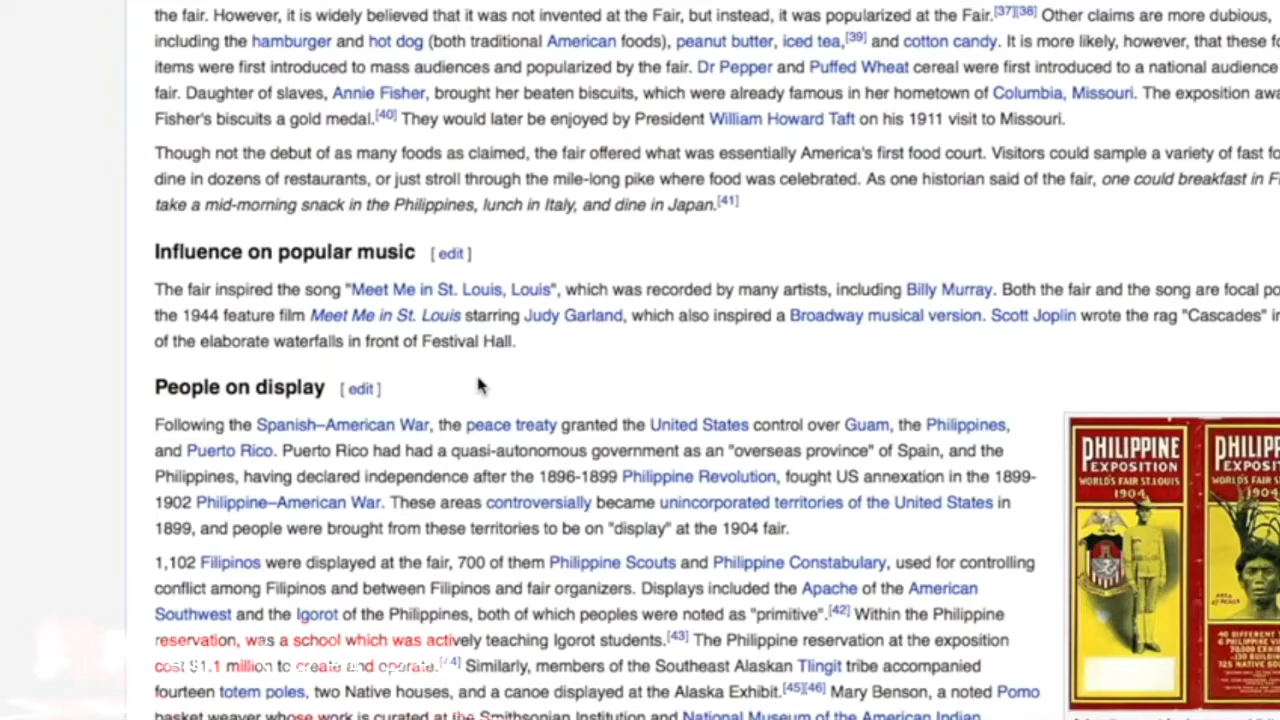 the fair. However, it is widely believed that it was not invented at the Fair, but instead, it was popularized at the Fair.[37][38] Other claims are more dubious,
including the hamburger and hot dog (both traditional American foods), peanut butter, iced tea,[39] and cotton candy. It is more likely, however, that these fo
items were first introduced to mass audiences and popularized by the fair. Dr Pepper and Puffed Wheat cereal were first introduced to a national audience
fair. Daughter of slaves, Annie Fisher, brought her beaten biscuits, which were already famous in her hometown of Columbia, Missouri. The exposition awa
Fisher's biscuits a gold medal.[40] They would later be enjoyed by President William Howard Taft on his 1911 visit to Missouri.
Though not the debut of as many foods as claimed, the fair offered what was essentially America's first food court. Visitors could sample a variety of fast fo
dine in dozens of restaurants, or just stroll through the mile-long pike where food was celebrated. As one historian said of the fair, one could breakfast in F
take a mid-morning snack in the Philippines, lunch in Italy, and dine in Japan.[41]
Influence on popular music [ edit ]
The fair inspired the song "Meet Me in St. Louis, Louis", which was recorded by many artists, including Billy Murray. Both the fair and the song are focal po
the 1944 feature film Meet Me in St. Louis starring Judy Garland, which also inspired a Broadway musical version. Scott Joplin wrote the rag "Cascades" in
of the elaborate waterfalls in front of Festival Hall.
People on display [ edit ]
Following the Spanish–American War, the peace treaty granted the United States control over Guam, the Philippines,
and Puerto Rico. Puerto Rico had had a quasi-autonomous government as an "overseas province" of Spain, and the
Philippines, having declared independence after the 1896-1899 Philippine Revolution, fought US annexation in the 1899-
1902 Philippine–American War. These areas controversially became unincorporated territories of the United States in
1899, and people were brought from these territories to be on "display" at the 1904 fair.
1,102 Filipinos were displayed at the fair, 700 of them Philippine Scouts and Philippine Constabulary, used for controlling
conflict among Filipinos and between Filipinos and fair organizers. Displays included the Apache of the American
Southwest and the Igorot of the Philippines, both of which peoples were noted as "primitive".[42] Within the Philippine
reservation, was a school which was actively teaching Igorot students.[43] The Philippine reservation at the exposition
cost $1.1 million to create and operate.[44] Similarly, members of the Southeast Alaskan Tlingit tribe accompanied
fourteen totem poles, two Native houses, and a canoe displayed at the Alaska Exhibit.[45][46] Mary Benson, a noted Pomo
basket weaver whose work is curated at the Smithsonian Institution and National Museum of the American Indian
PHILIPPINE
EXPOSITION
WORLD'S FAIR ST. LOUIS
1904
PHILIP
EXPOSIT
WORLDS FAIR S
1904